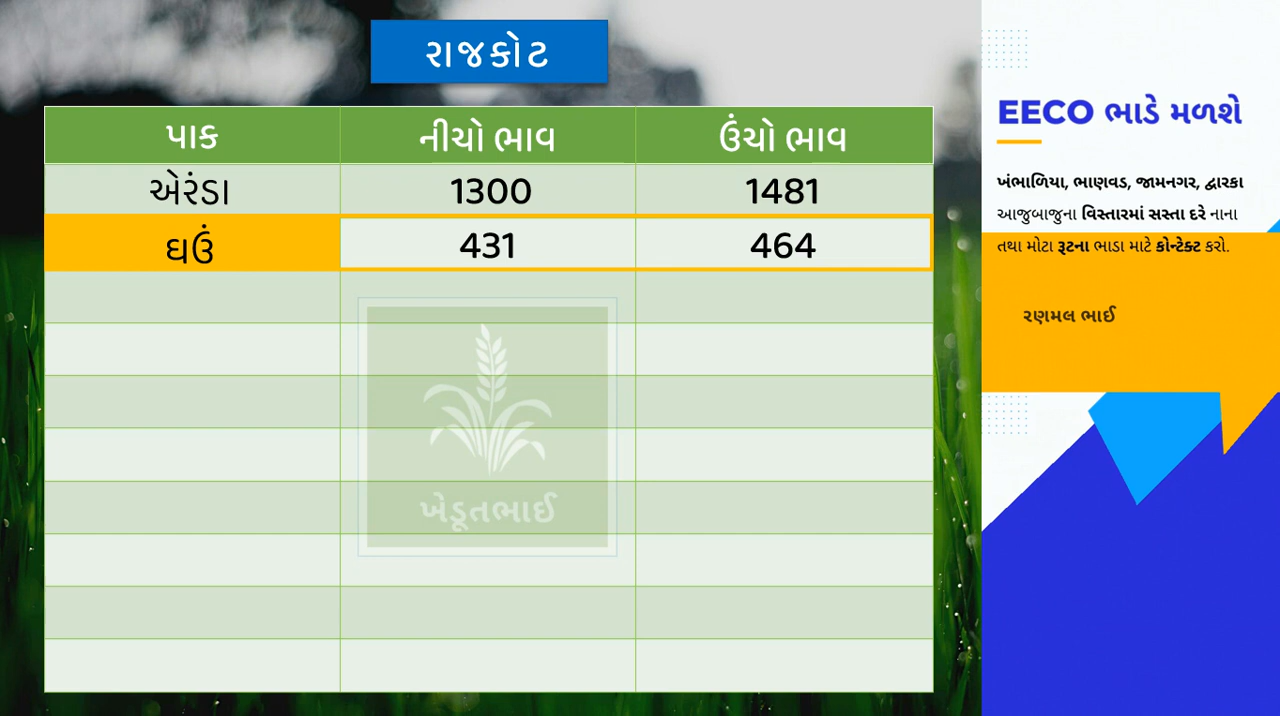 રાજકોટ
પાક નીચો ભાવ ઉંચો ભાવ
એરંડા 1300 1481
ઘઉં 431 464
ખેડૂતભાઈ
EECO ભાડે મળશે
ખંભાળિયા, ભાણવડ, જામનગર, દ્વારકા
આજુબાજુના વિસ્તારમાં સસ્તા દરે નાના
તથા મોટા રૂટના ભાડા માટે કોન્ટેક્ટ કરો.
રણમલ ભાઈ